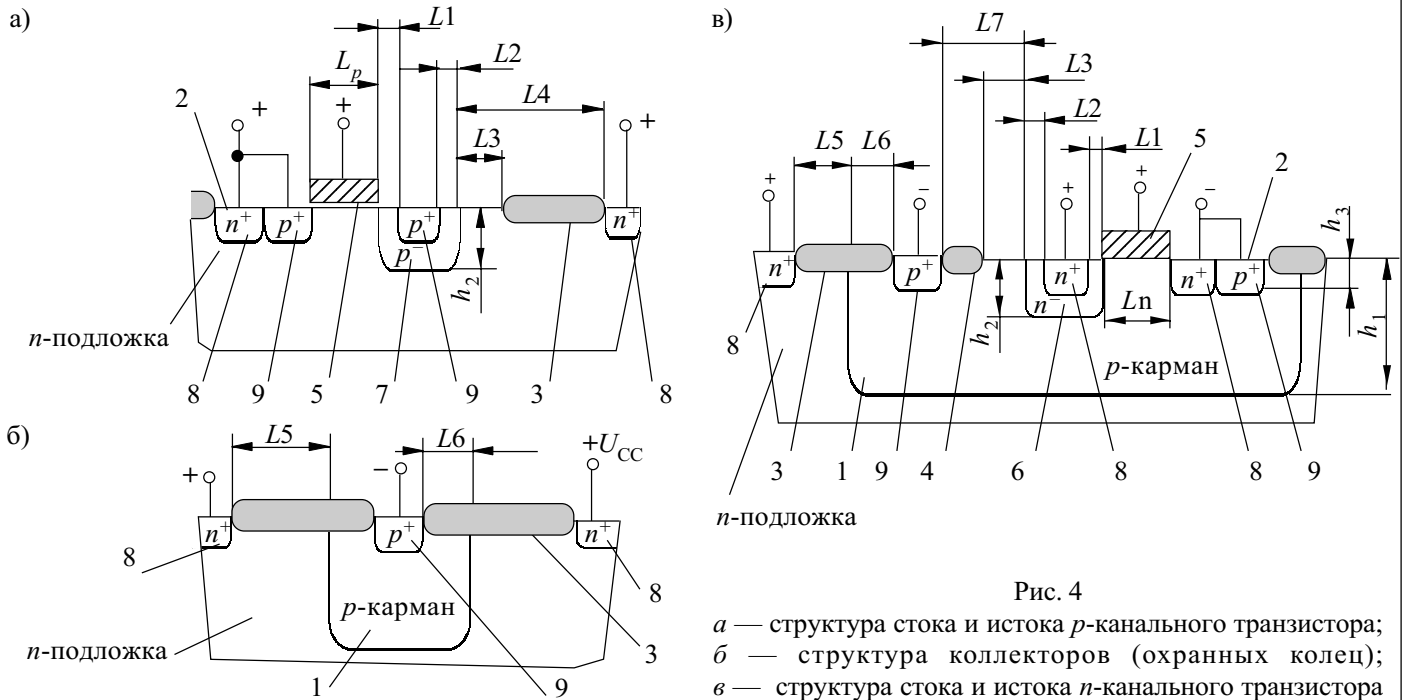 а)
L1
L2
Lp
L4
L3
2
+
+
+
n+
p+
p+
n+
p−
h2
n-подложка
8
9
5
7
9
3
8
б)
L5
L6
+UCC
+
−
n+
p+
n+
8
8
p-карман
n-подложка
1
9
3
в)
L7
L3
L2
L1
5
L5
L6
2
+
−
+
+
−
h3
n+
p+
n+
n+
p+
n−
Ln
h2
h1
8
p-карман
3
1
9
4
6
8
8
9
n-подложка
Рис. 4
а — структура стока и истока p-канального транзистора;
б — структура коллекторов (охранных колец);
в — структура стока и истока n-канального транзистора